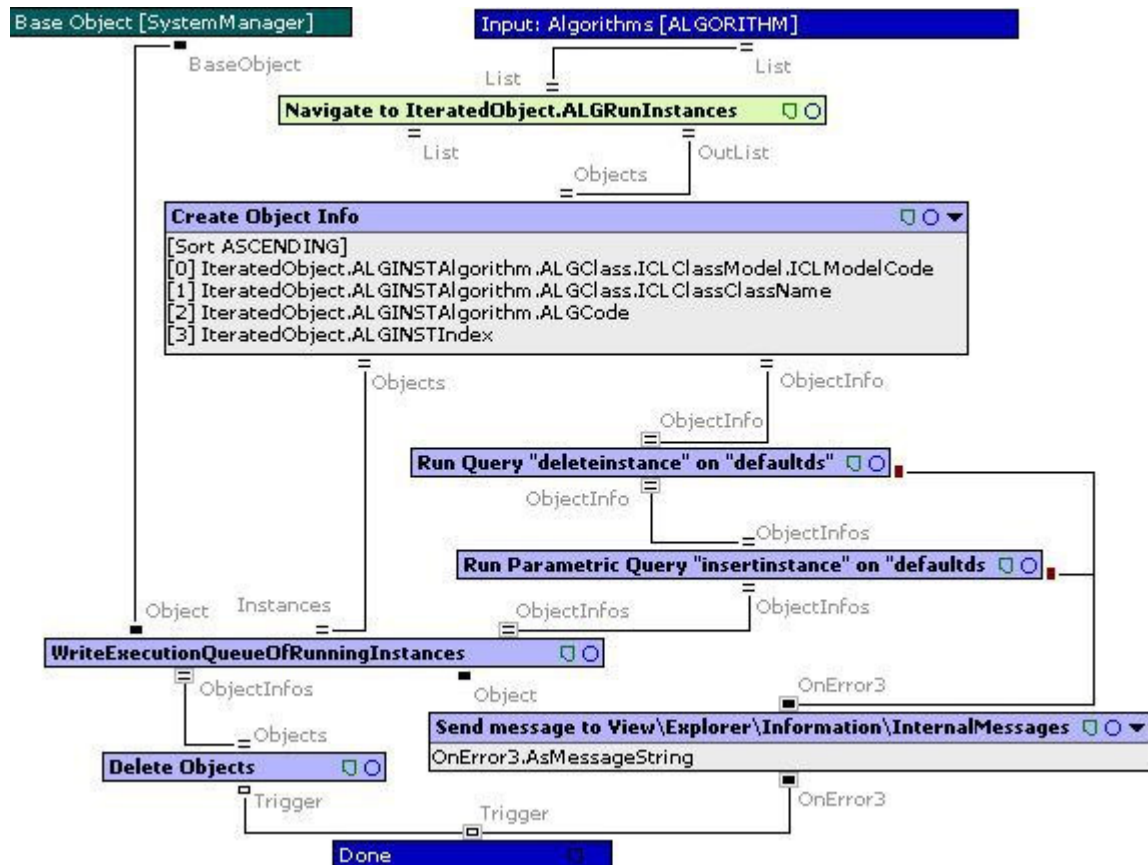 Base Object [SystemManager]
Input: Algorithms [ALGORITHM]
BaseObject
List
List
Navigate to IteratedObject.ALGRunInstances
List
OutList
Objects
Create Object Info
[Sort ASCENDING]
[0] IteratedObject.ALGINSTAlgorithm.ALGClass.ICLClassModel.ICLModelCode
[1] IteratedObject.ALGINSTAlgorithm.ALGClass.ICLClassClassName
[2] IteratedObject.ALGINSTAlgorithm.ALGCode
[3] IteratedObject.ALGINSTIndex
Objects
ObjectInfo
ObjectInfo
Run Query "deleteinstance" on "defaultds"
ObjectInfo
ObjectInfos
Run Parametric Query "insertinstance" on "defaultds
Object
Instances
ObjectInfos
ObjectInfos
WriteExecutionQueueOfRunningInstances
ObjectInfos
Object
OnError3
Objects
Send message to View\Explorer\Information\InternalMessages
OnError3.AsMessageString
Delete Objects
Trigger
Trigger
OnError3
Done